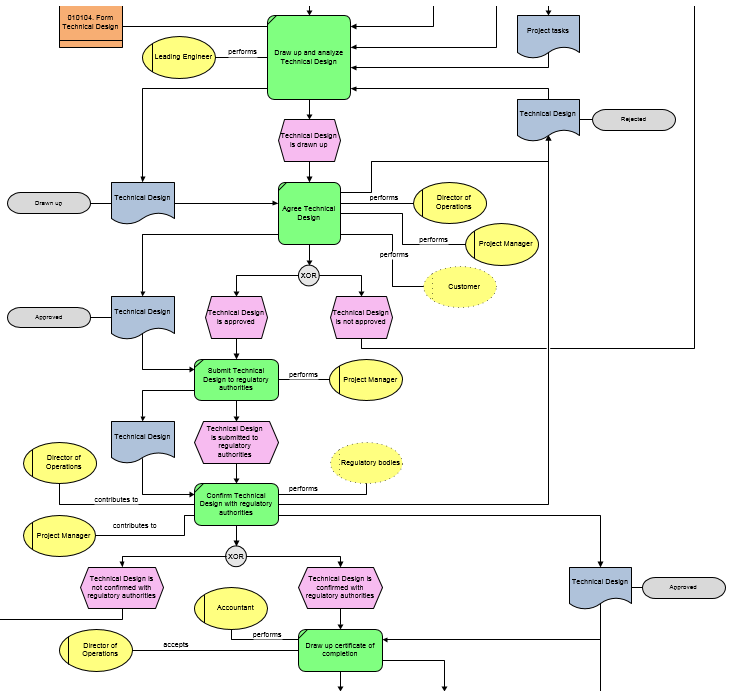 010104. Form
Technical Design
Leading Engineer
performs
Draw up and analyze
Technical Design
Project tasks
Technical Design
Rejected
Technical Design
is drawn up
Drawn up
Technical Design
Agree Technical
Design
performs
Director of
Operations
performs
Project Manager
performs
Customer
XOR
Approved
Technical Design
Technical Design
is approved
Technical Design
is not approved
Submit Technical
Design to regulatory
authorities
performs
Project Manager
Technical Design
Technical Design
is submitted to
regulatory
authorities
Director of
Operations
contributes to
Regulatory bodies
performs
Confirm Technical
Design with regulatory
authorities
Project Manager
contributes to
XOR
Technical Design is
not confirmed with
regulatory authorities
Technical Design is
confirmed with
regulatory authorities
Technical Design
Approved
Accountant
performs
Director of
Operations
accepts
Draw up certificate of
completion